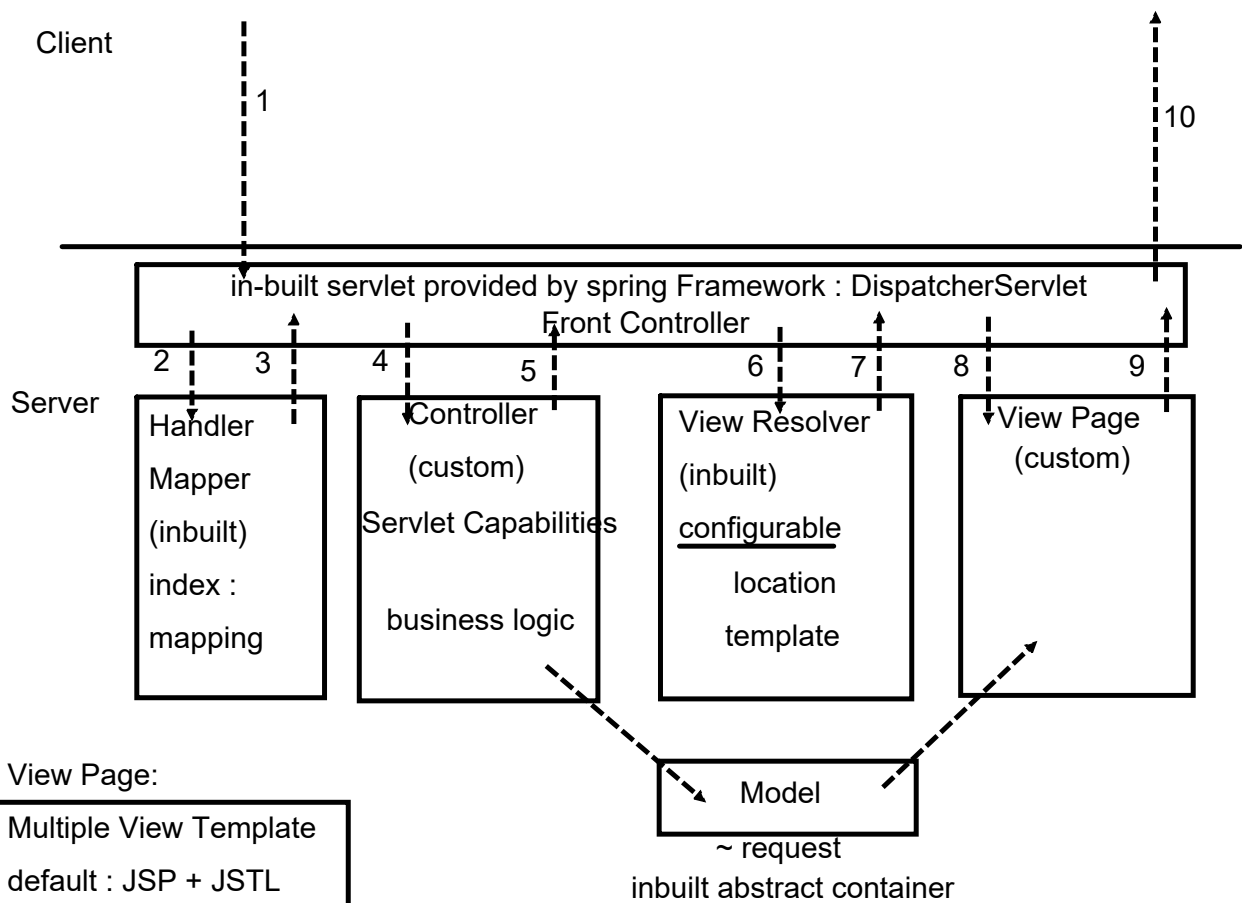 Client
1
10
in-built servlet provided by spring Framework : DispatcherServlet
Front Controller
2
3
4
5
6
7
8
9
Server
Handler
Mapper
(inbuilt)
index :
mapping
Controller
(custom)
Servlet Capabilities
business logic
View Resolver
(inbuilt)
configurable
location
template
View Page
(custom)
Model
~ request
inbuilt abstract container
View Page:
Multiple View Template
default : JSP + JSTL